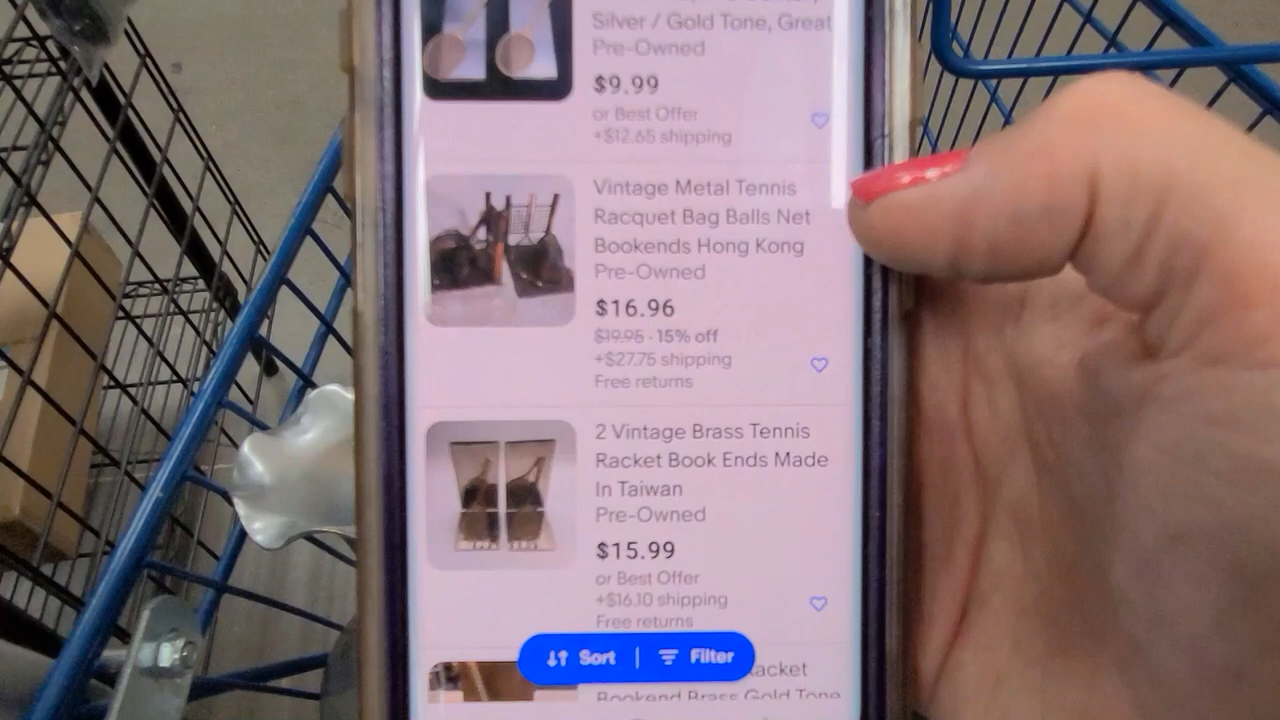 Silver / Gold Tone, Great
Pre-Owned
$9.99
or Best Offer
+$12.65 shipping
Vintage Metal Tennis
Racquet Bag Balls Net
Bookends Hong Kong
Pre-Owned
$16.96
$19.95 · 15% off
+$27.75 shipping
Free returns
2 Vintage Brass Tennis
Racket Book Ends Made
In Taiwan
Pre-Owned
$15.99
or Best Offer
+$16.10 shipping
Free returns
Sort | Filter
Racket
Bookend Brass Gold Tone